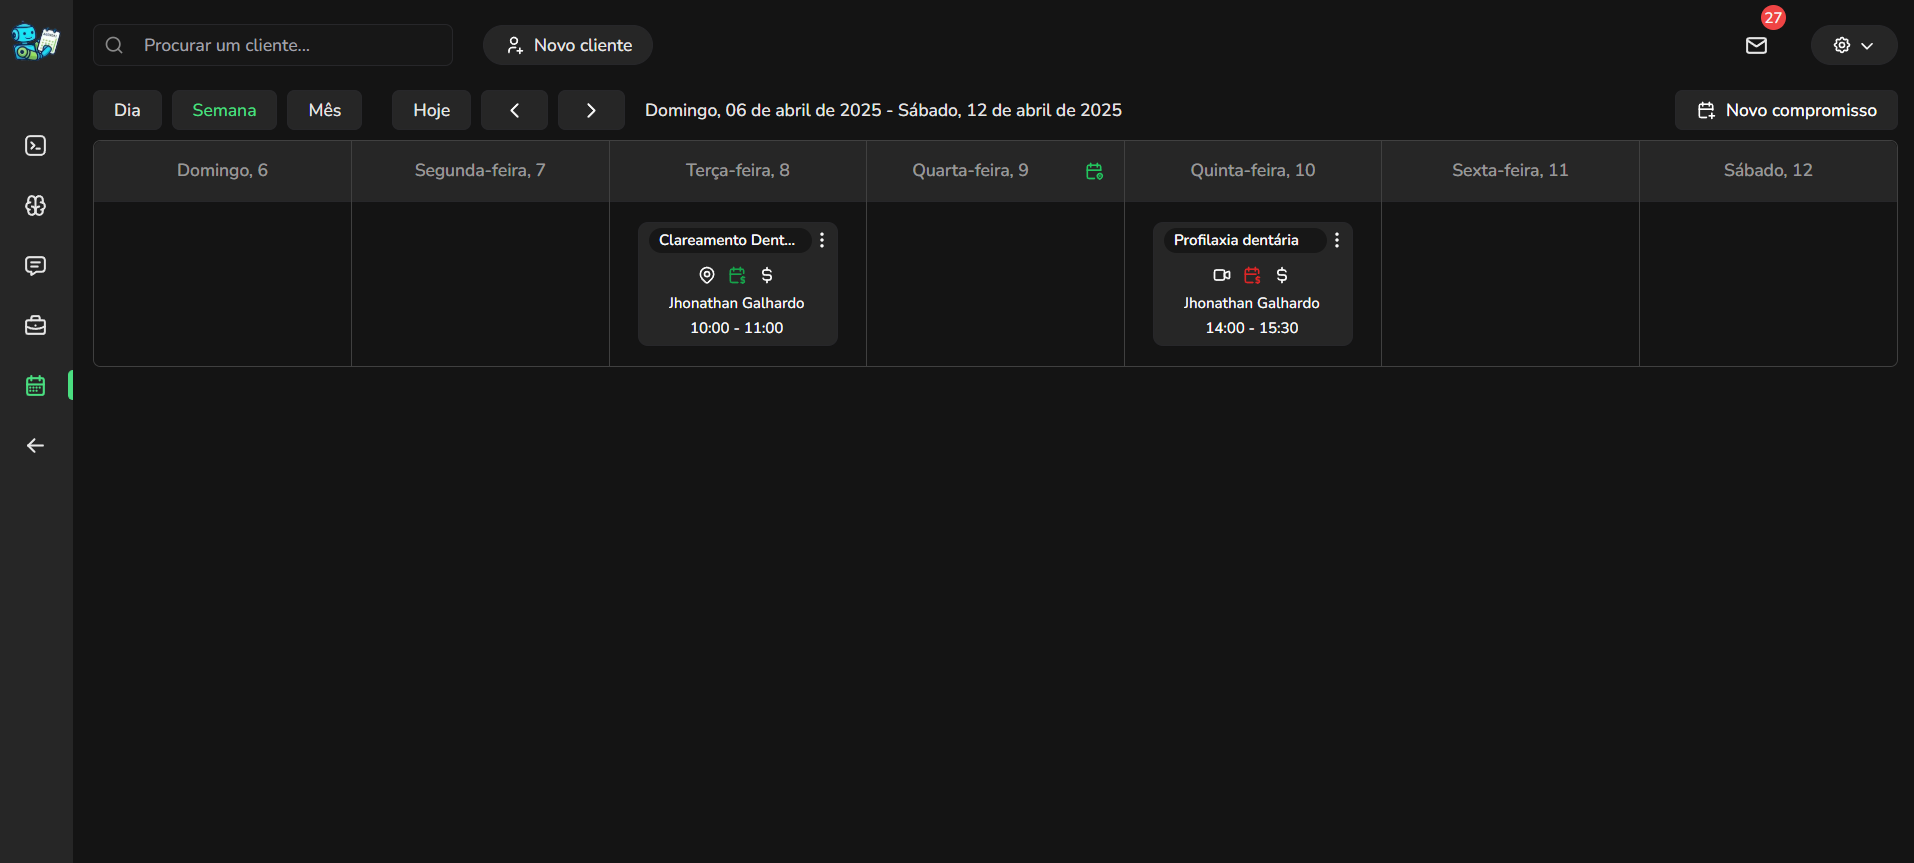 27
Procurar um cliente...
Novo cliente
Dia
Semana
Mês
Hoje
Domingo, 06 de abril de 2025 - Sábado, 12 de abril de 2025
Novo compromisso
Domingo, 6
Segunda-feira, 7
Terça-feira, 8
Quarta-feira, 9
Quinta-feira, 10
Sexta-feira, 11
Sábado, 12
Clareamento Dent...
$
Jhonathan Galhardo
10:00 - 11:00
Profilaxia dentária
$
Jhonathan Galhardo
14:00 - 15:30